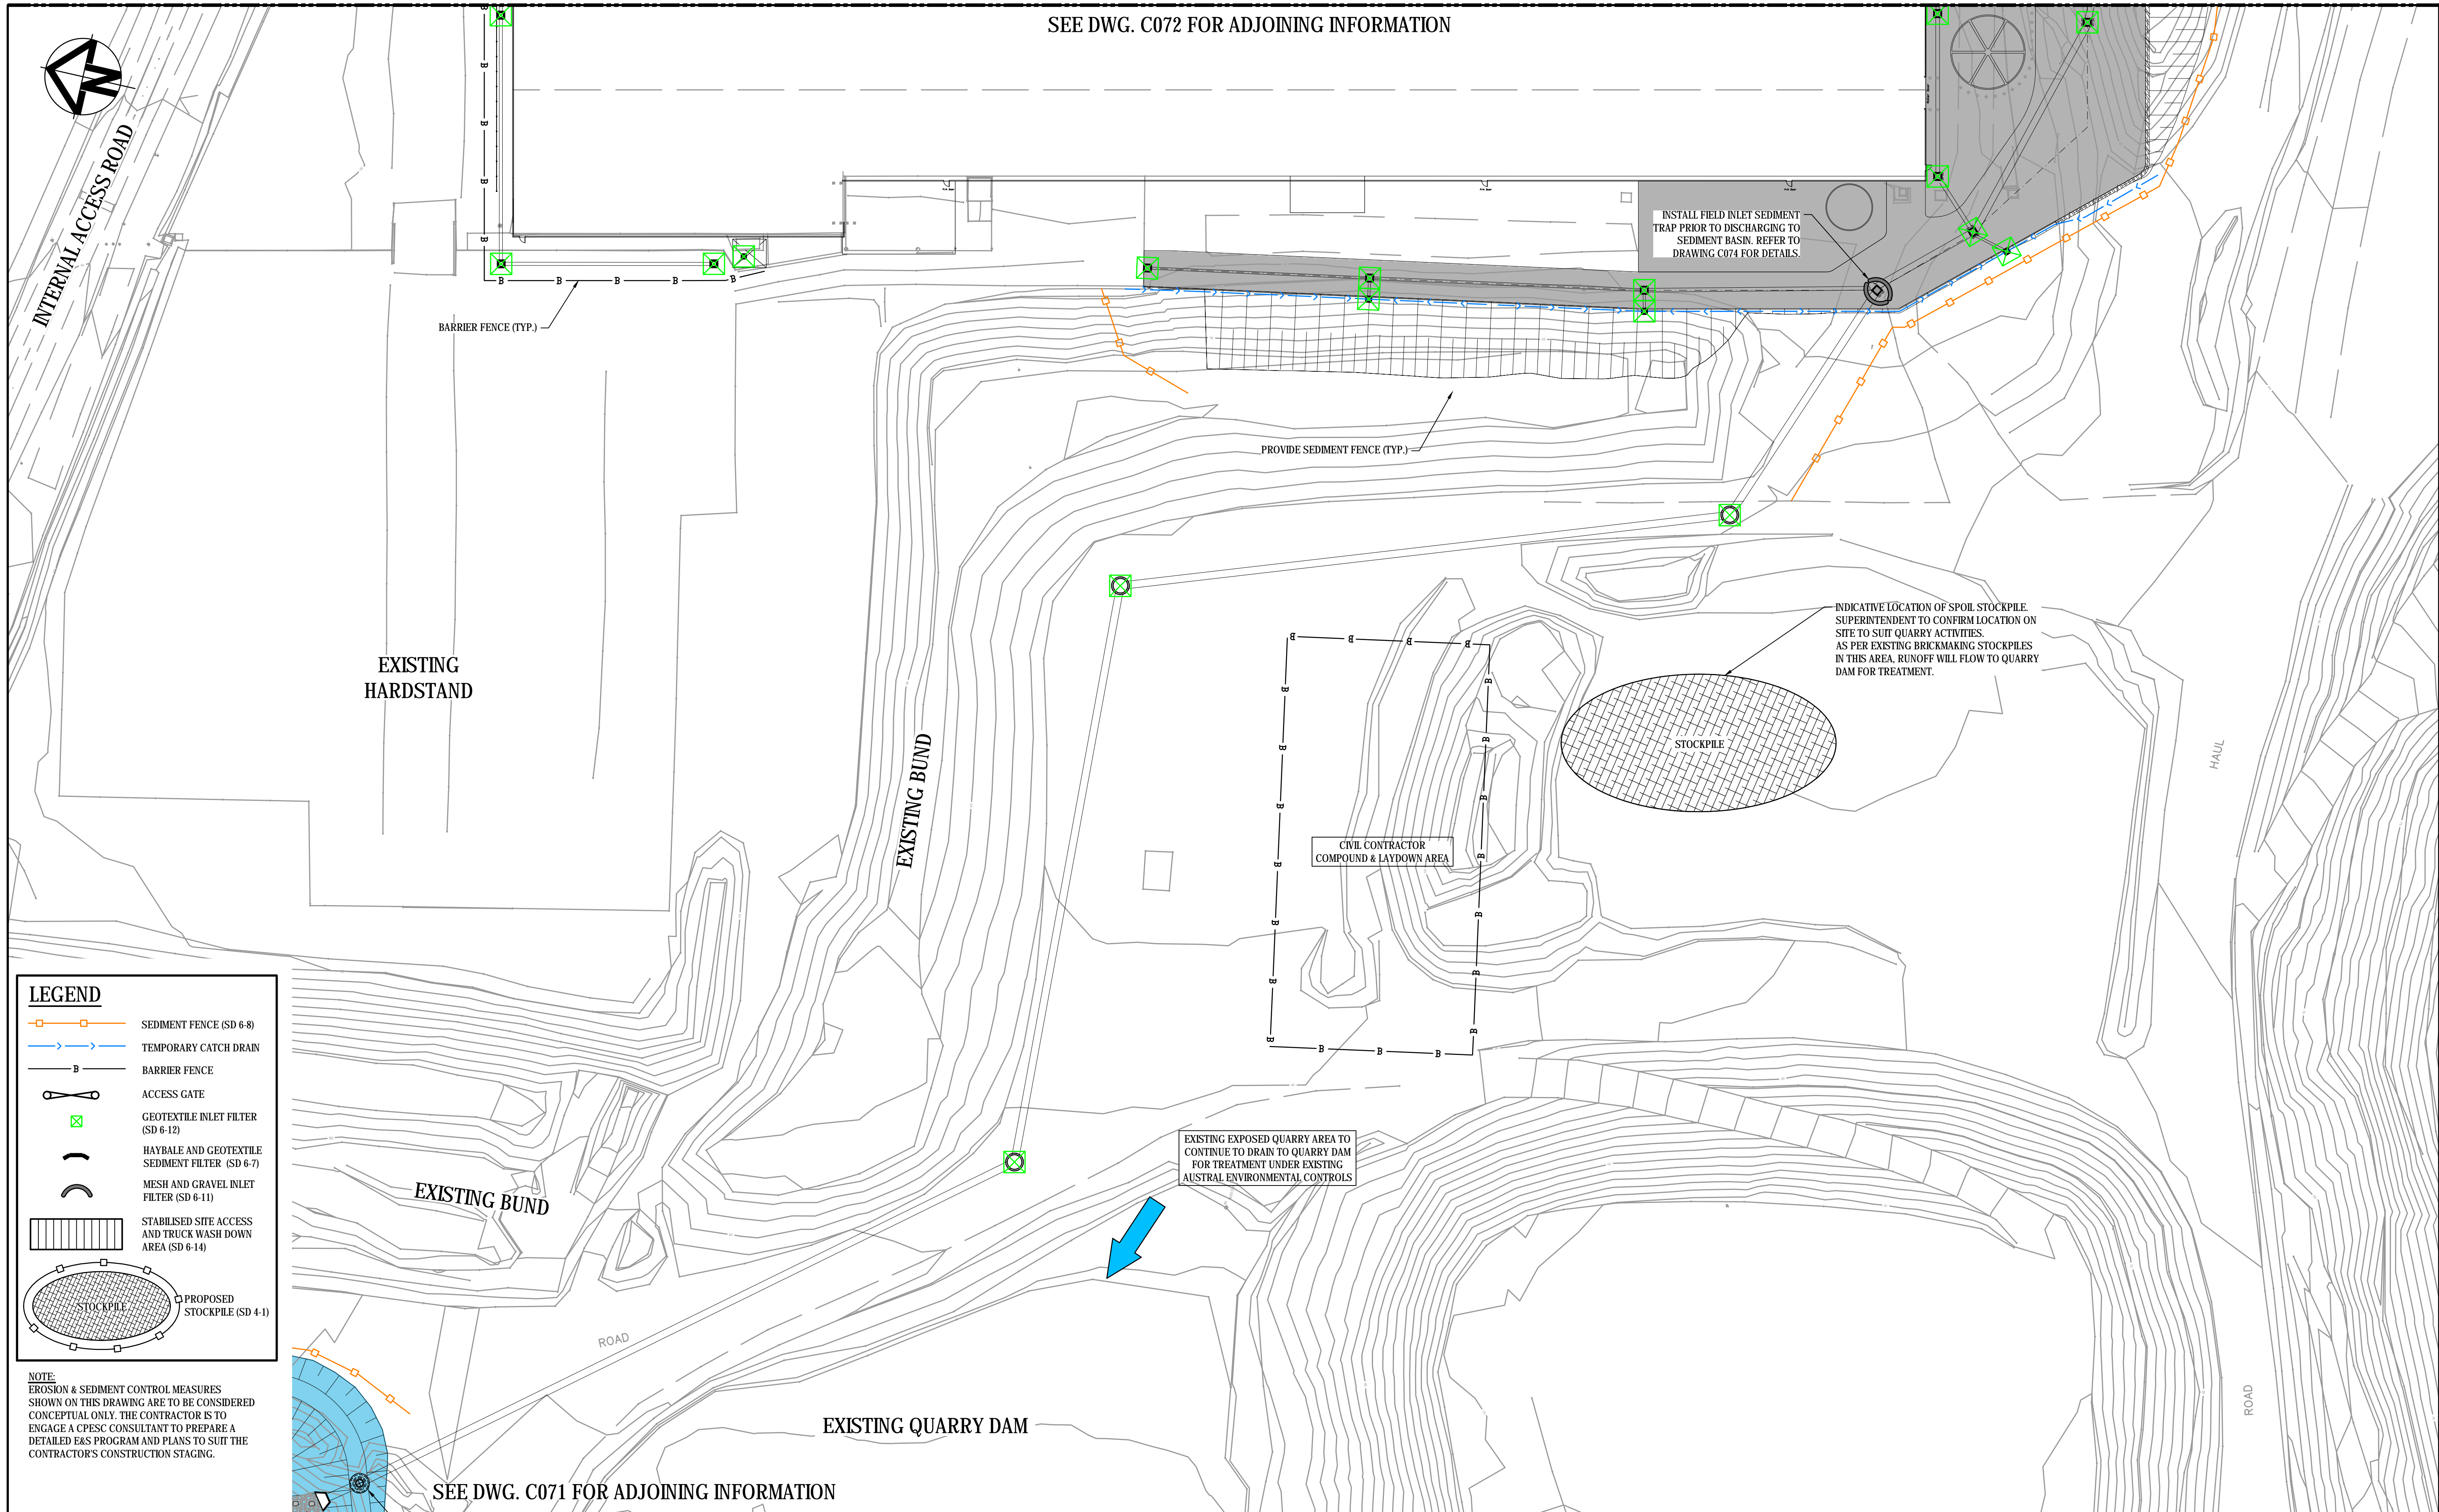 SEE DWG. C072 FOR ADJOINING INFORMATION
N
INTERNAL ACCESS ROAD
INSTALL FIELD INLET SEDIMENT
TRAP PRIOR TO DISCHARGING TO
SEDIMENT BASIN. REFER TO
DRAWING C074 FOR DETAILS.
BARRIER FENCE (TYP.)
PROVIDE SEDIMENT FENCE (TYP.)
INDICATIVE LOCATION OF SPOIL STOCKPILE.
SUPERINTENDENT TO CONFIRM LOCATION ON
SITE TO SUIT QUARRY ACTIVITIES.
AS PER EXISTING BRICKMAKING STOCKPILES
IN THIS AREA, RUNOFF WILL FLOW TO QUARRY
DAM FOR TREATMENT.
EXISTING
HARDSTAND
EXISTING BUND
STOCKPILE
HAUL
CIVIL CONTRACTOR
COMPOUND & LAYDOWN AREA
LEGEND
SEDIMENT FENCE (SD 6-8)
TEMPORARY CATCH DRAIN
B
BARRIER FENCE
ACCESS GATE
GEOTEXTILE INLET FILTER
(SD 6-12)
HAYBALE AND GEOTEXTILE
SEDIMENT FILTER (SD 6-7)
MESH AND GRAVEL INLET
FILTER (SD 6-11)
STABILISED SITE ACCESS
AND TRUCK WASH DOWN
AREA (SD 6-14)
STOCKPILE
PROPOSED
STOCKPILE (SD 4-1)
EXISTING EXPOSED QUARRY AREA TO
CONTINUE TO DRAIN TO QUARRY DAM
FOR TREATMENT UNDER EXISTING
AUSTRAL ENVIRONMENTAL CONTROLS
EXISTING BUND
ROAD
ROAD
NOTE:
EROSION & SEDIMENT CONTROL MEASURES
SHOWN ON THIS DRAWING ARE TO BE CONSIDERED
CONCEPTUAL ONLY. THE CONTRACTOR IS TO
ENGAGE A CPESC CONSULTANT TO PREPARE A
DETAILED E&S PROGRAM AND PLANS TO SUIT THE
CONTRACTOR'S CONSTRUCTION STAGING.
EXISTING QUARRY DAM
SEE DWG. C071 FOR ADJOINING INFORMATION